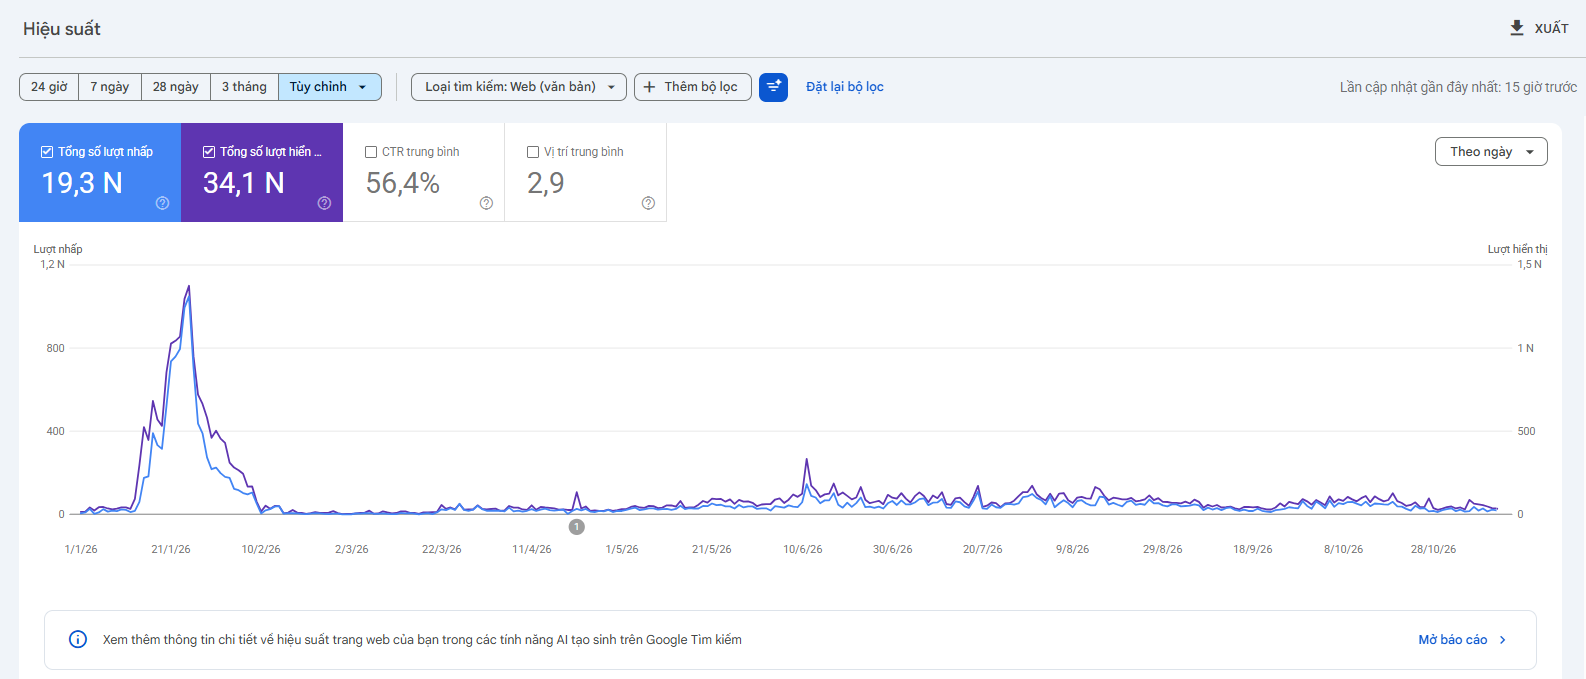 Hiệu suất
XUẤT
24 giờ 7 ngày 28 ngày 3 tháng Tùy chỉnh
Loại tìm kiếm: Web (văn bản)
Thêm bộ lọc
Đặt lại bộ lọc
Lần cập nhật gần đây nhất: 15 giờ trước
Tổng số lượt nhấp
19,3 N
Tổng số lượt hiển ...
34,1 N
CTR trung bình
56,4%
Vị trí trung bình
2,9
Theo ngày
Lượt nhấp
Lượt hiển thị
1,2 N
1,5 N
800
1 N
400
500
0
0
1
1/1/26 21/1/26 10/2/26 2/3/26 22/3/26 11/4/26 1/5/26 21/5/26 10/6/26 30/6/26 20/7/26 9/8/26 29/8/26 18/9/26 8/10/26 28/10/26
Xem thêm thông tin chi tiết về hiệu suất trang web của bạn trong các tính năng AI tạo sinh trên Google Tìm kiếm
Mở báo cáo